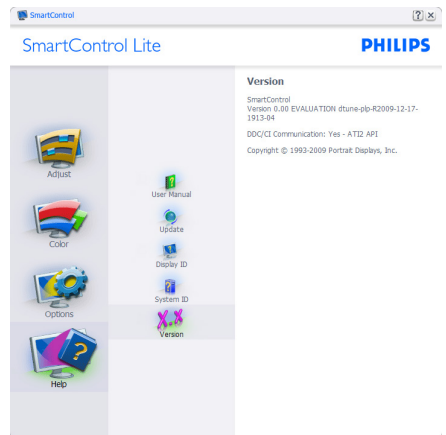 SmartControl
SmartControl Lite
PHILIPS
Adjust
Color
Options
Help
User Manual
Update
Display ID
System ID
X.X
Version
Version
SmartControl
Version 0.00 EVALUATION dtune-plp-R2009-12-17-
1913-04
DDC/CI Communication: Yes - ATI2 API
Copyright © 1993-2009 Portrait Displays, Inc.